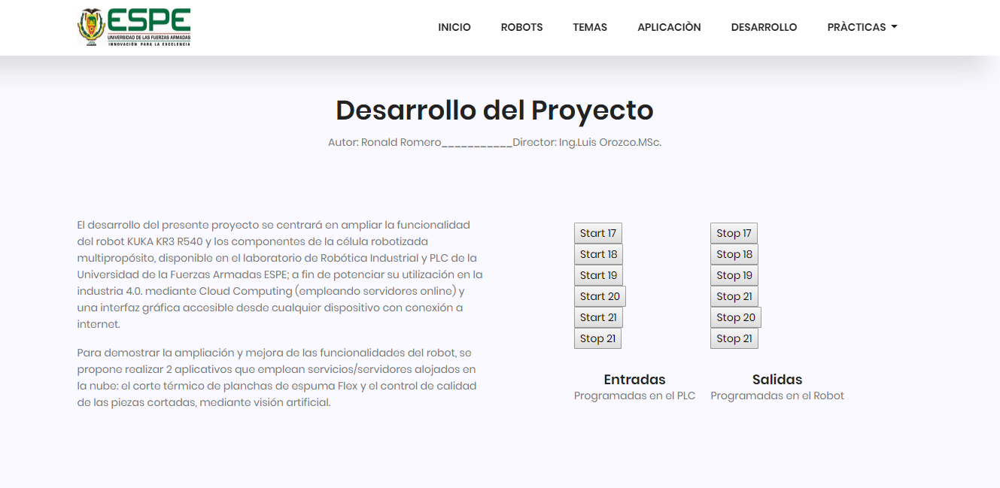 ESPE
UNIVERSIDAD DE LAS FUERZAS ARMADAS
INNOVACIÓN PARA LA EXCELENCIA
INICIO
ROBOTS
TEMAS
APLICACIÒN
DESARROLLO
PRÀCTICAS
Desarrollo del Proyecto
Autor: Ronald Romero___________Director: Ing.Luis Orozco.MSc.
El desarrollo del presente proyecto se centrará en ampliar la funcionalidad
del robot KUKA KR3 R540 y los componentes de la célula robotizada
multipropósito, disponible en el laboratorio de Robótica Industrial y PLC de la
Universidad de la Fuerzas Armadas ESPE; a fin de potenciar su utilización en la
industria 4.0. mediante Cloud Computing (empleando servidores online) y
una interfaz gráfica accesible desde cualquier dispositivo con conexión a
internet.
Para demostrar la ampliación y mejora de las funcionalidades del robot, se
propone realizar 2 aplicativos que emplean servicios/servidores alojados en
la nube: el corte térmico de planchas de espuma Flex y el control de calidad
de las piezas cortadas, mediante visión artificial.
Start 17
Start 18
Start 19
Start 20
Start 21
Stop 21
Entradas
Programadas en el PLC
Stop 17
Stop 18
Stop 19
Stop 21
Stop 20
Stop 21
Salidas
Programadas en el Robot